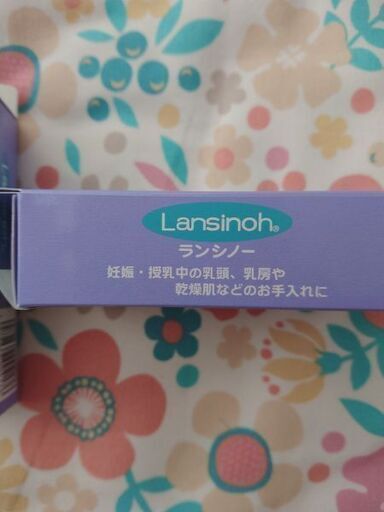 Lansinoh®
ランシノー
妊娠・授乳中の乳頭、乳房や
乾燥肌などのお手入れに